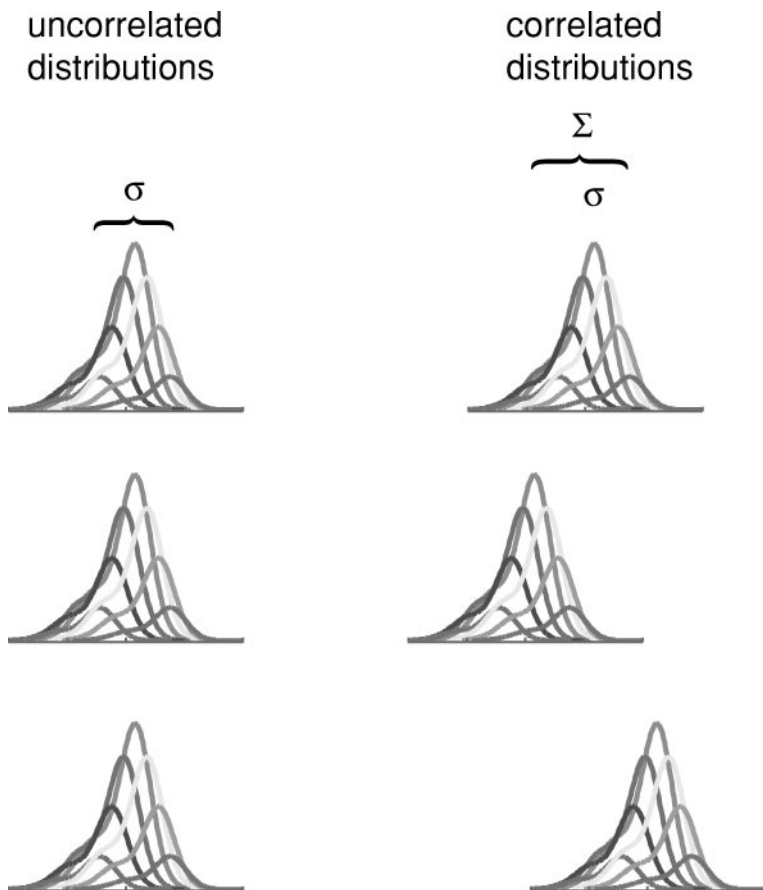 uncorrelated
distributions
σ
correlated
distributions
Σ
σ